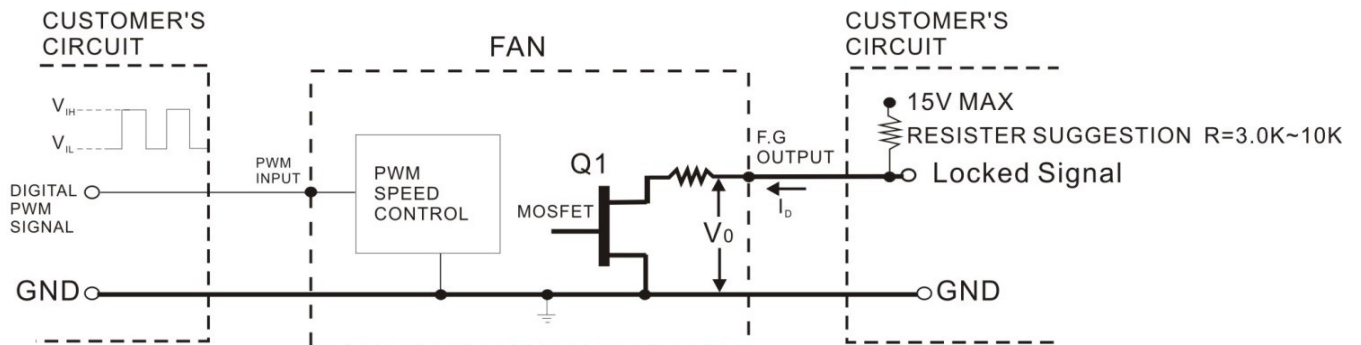 CUSTOMER'S
CIRCUIT
FAN
CUSTOMER'S
CIRCUIT
VIH
VIL
15V MAX
RESISTER SUGGESTION R=3.0K~10K
F.G
OUTPUT
PWM
INPUT
Q1
Locked Signal
DIGITAL
PWM
SIGNAL
PWM
SPEED
CONTROL
MOSFET
ID
V0
GND
GND